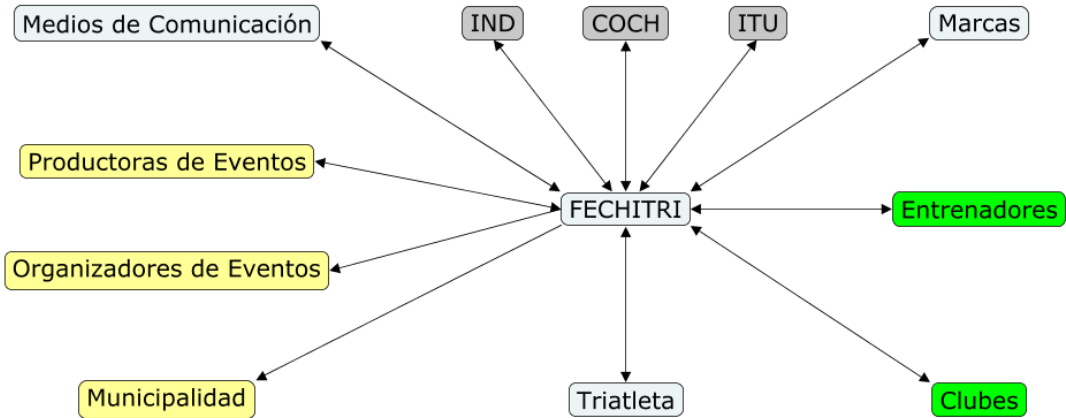 Medios de Comunicación
IND
COCH
ITU
Marcas
Productoras de Eventos
FECHITRI
Entrenadores
Organizadores de Eventos
Municipalidad
Triatleta
Clubes